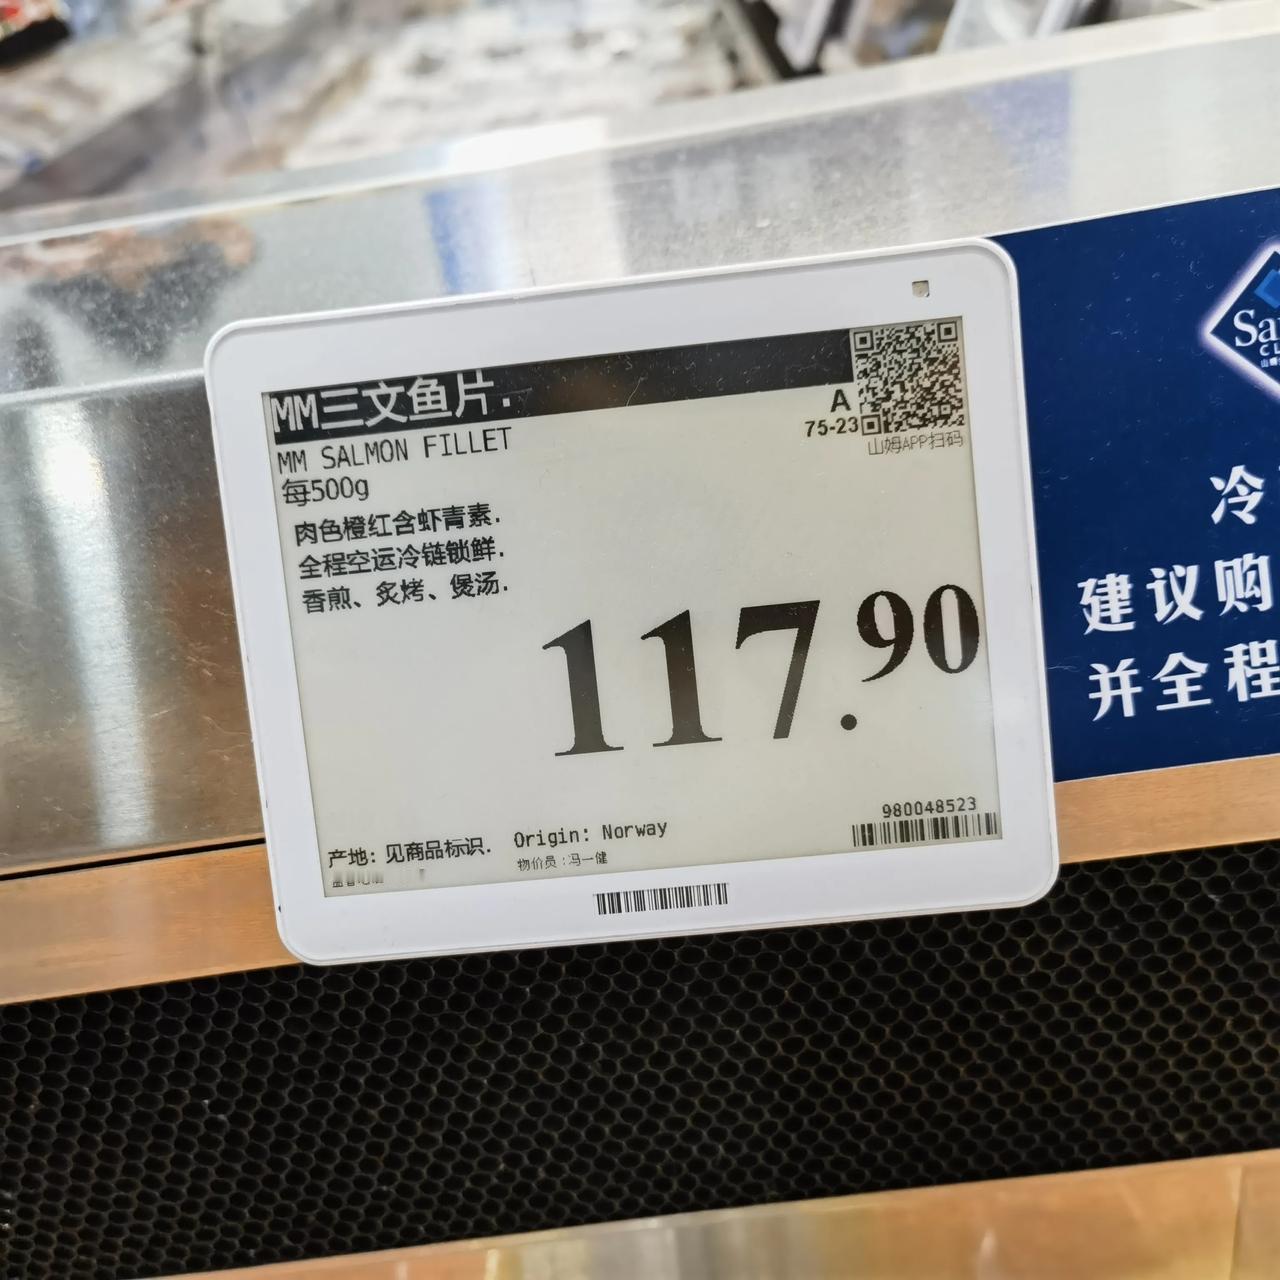 MM三文鱼片.
MM SALMON FILLET
每500g
肉色橙红含虾青素.
全程空运冷链锁鲜.
香煎、炙烤、煲汤.
A
75-23
山姆APP扫码
117.90
980048523
产地: 见商品标识. Origin: Norway
物价员:冯一健
Sa
CL
冷
建议购
并全程